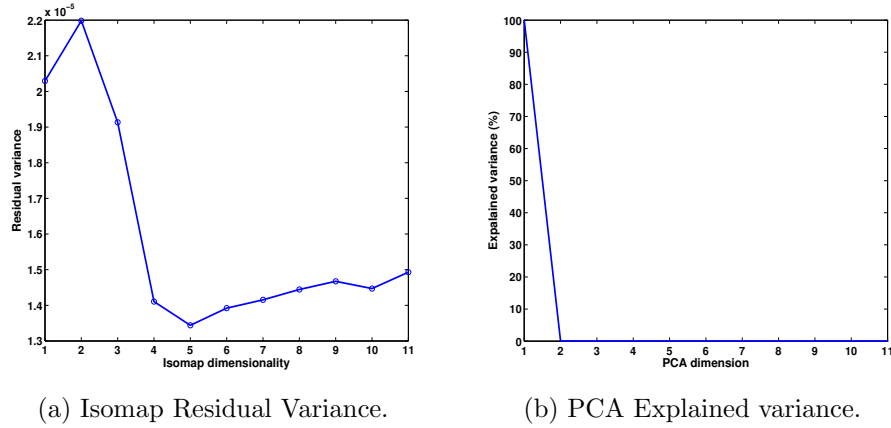 x 10⁻⁵
2.2
2.1
2
1.9
1.8
1.7
1.6
1.5
1.4
1.3
Residual variance
1 2 3 4 5 6 7 8 9 10 11
Isomap dimensionality
(a) Isomap Residual Variance.
100
90
80
70
60
50
40
30
20
10
0
Expalained variance (%)
1 2 3 4 5 6 7 8 9 10 11
PCA dimension
(b) PCA Explained variance.